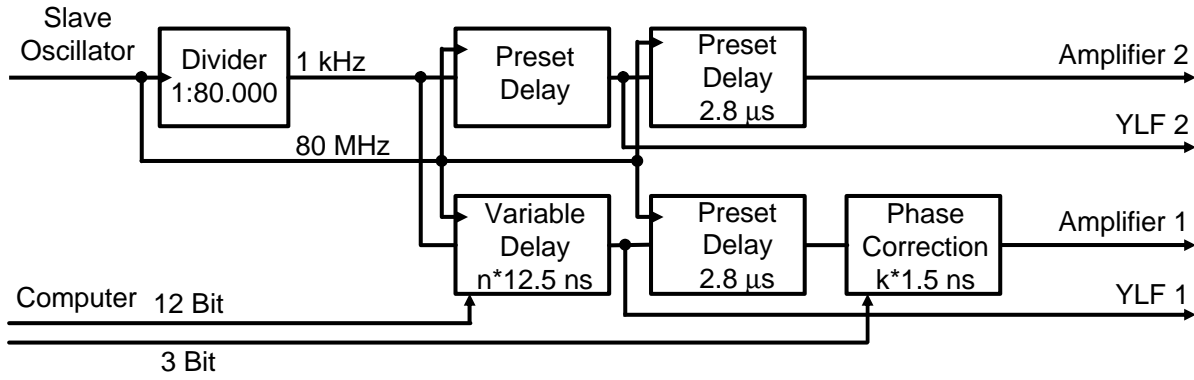 Slave
Oscillator
Divider
1:80.000
1 kHz
Preset
Delay
Preset
Delay
2.8 μs
Amplifier 2
YLF 2
80 MHz
Variable
Delay
n*12.5 ns
Preset
Delay
2.8 μs
Phase
Correction
k*1.5 ns
Amplifier 1
YLF 1
Computer
12 Bit
3 Bit